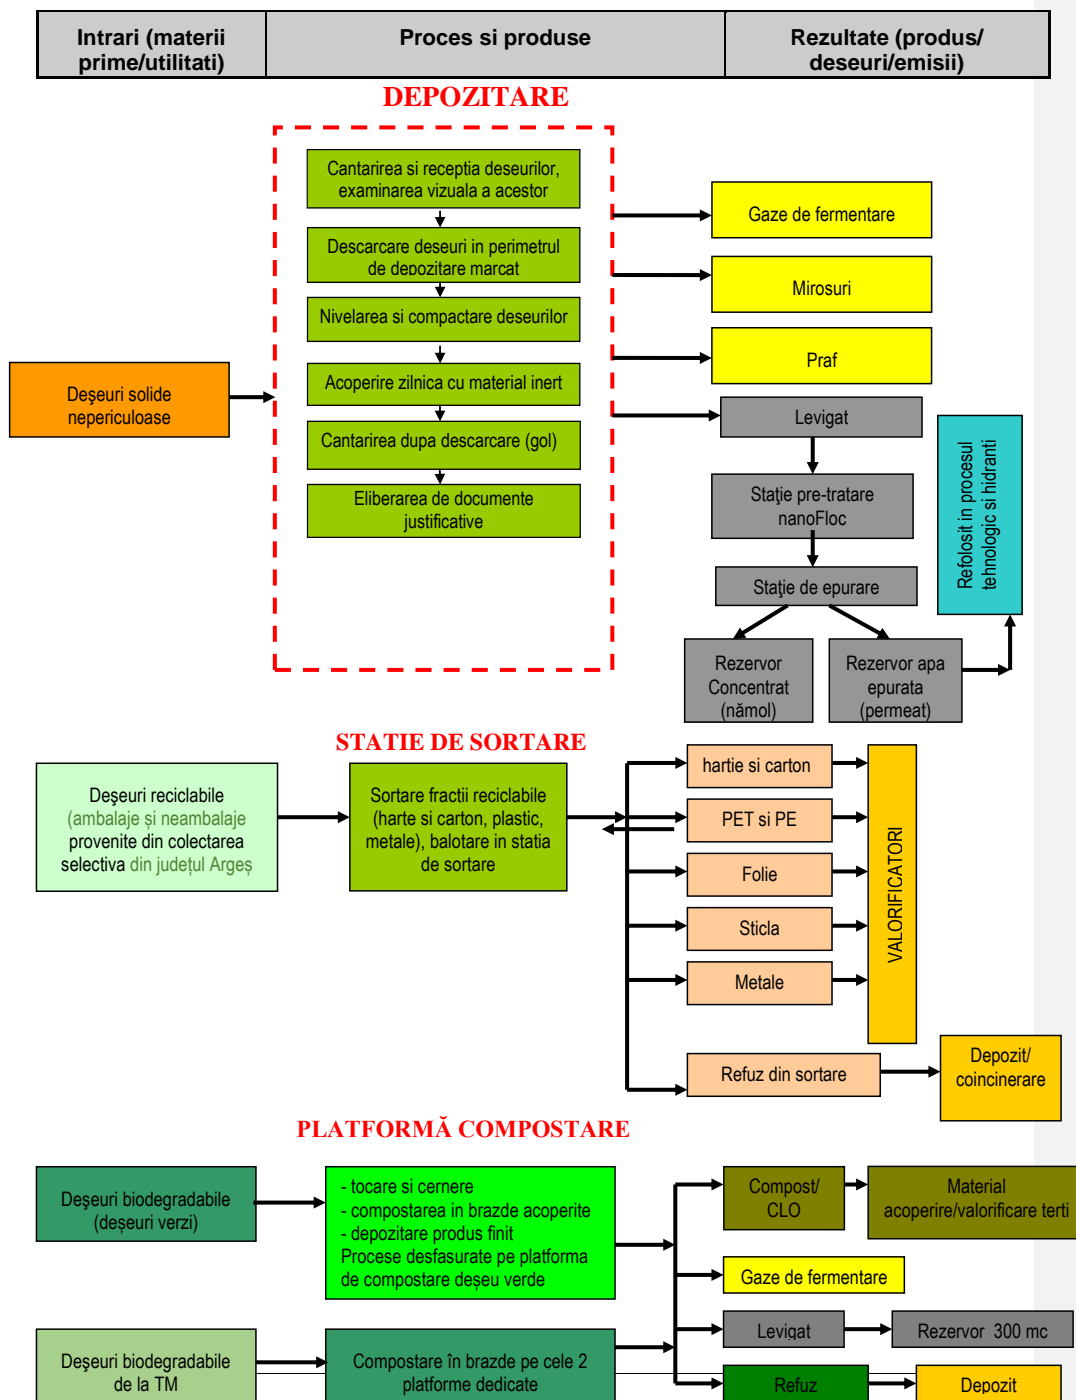 Intrari (materii
prime/utilitati)
Proces si produse
Rezultate (produs/
deseuri/emisii)
DEPOZITARE
Cantarirea si receptia deseurilor,
examinarea vizuala a acestor
Descarcare deseuri in perimetrul
de depozitare marcat
Nivelarea si compactare deseurilor
Acoperire zilnica cu material inert
Cantarirea dupa descarcare (gol)
Eliberarea de documente
justificative
Deşeuri solide
nepericuloase
Gaze de fermentare
Mirosuri
Praf
Levigat
Staţie pre-tratare
nanoFloc
Staţie de epurare
Rezervor
Concentrat
(nămol)
Rezervor apa
epurata
(permeat)
Refolosit in procesul
tehnologic si hidranti
STATIE DE SORTARE
Deşeuri reciclabile
(ambalaje și neambalaje
provenite din colectarea
selectiva din județul Argeș
Sortare fractii reciclabile
(harte si carton, plastic,
metale), balotare in statia
de sortare
hartie si carton
PET si PE
Folie
Sticla
Metale
Refuz din sortare
VALORIFICATORI
Depozit/
coincinerare
PLATFORMĂ COMPOSTARE
Deşeuri biodegradabile
(deșeuri verzi)
- tocare si cernere
- compostarea in brazde acoperite
- depozitare produs finit
Procese desfasurate pe platforma
de compostare deșeu verde
Compost/
CLO
Material
acoperire/valorificare terti
Gaze de fermentare
Levigat
Rezervor 300 mc
Deşeuri biodegradabile
de la TM
Compostare în brazde pe cele 2
platforme dedicate
Refuz
Depozit